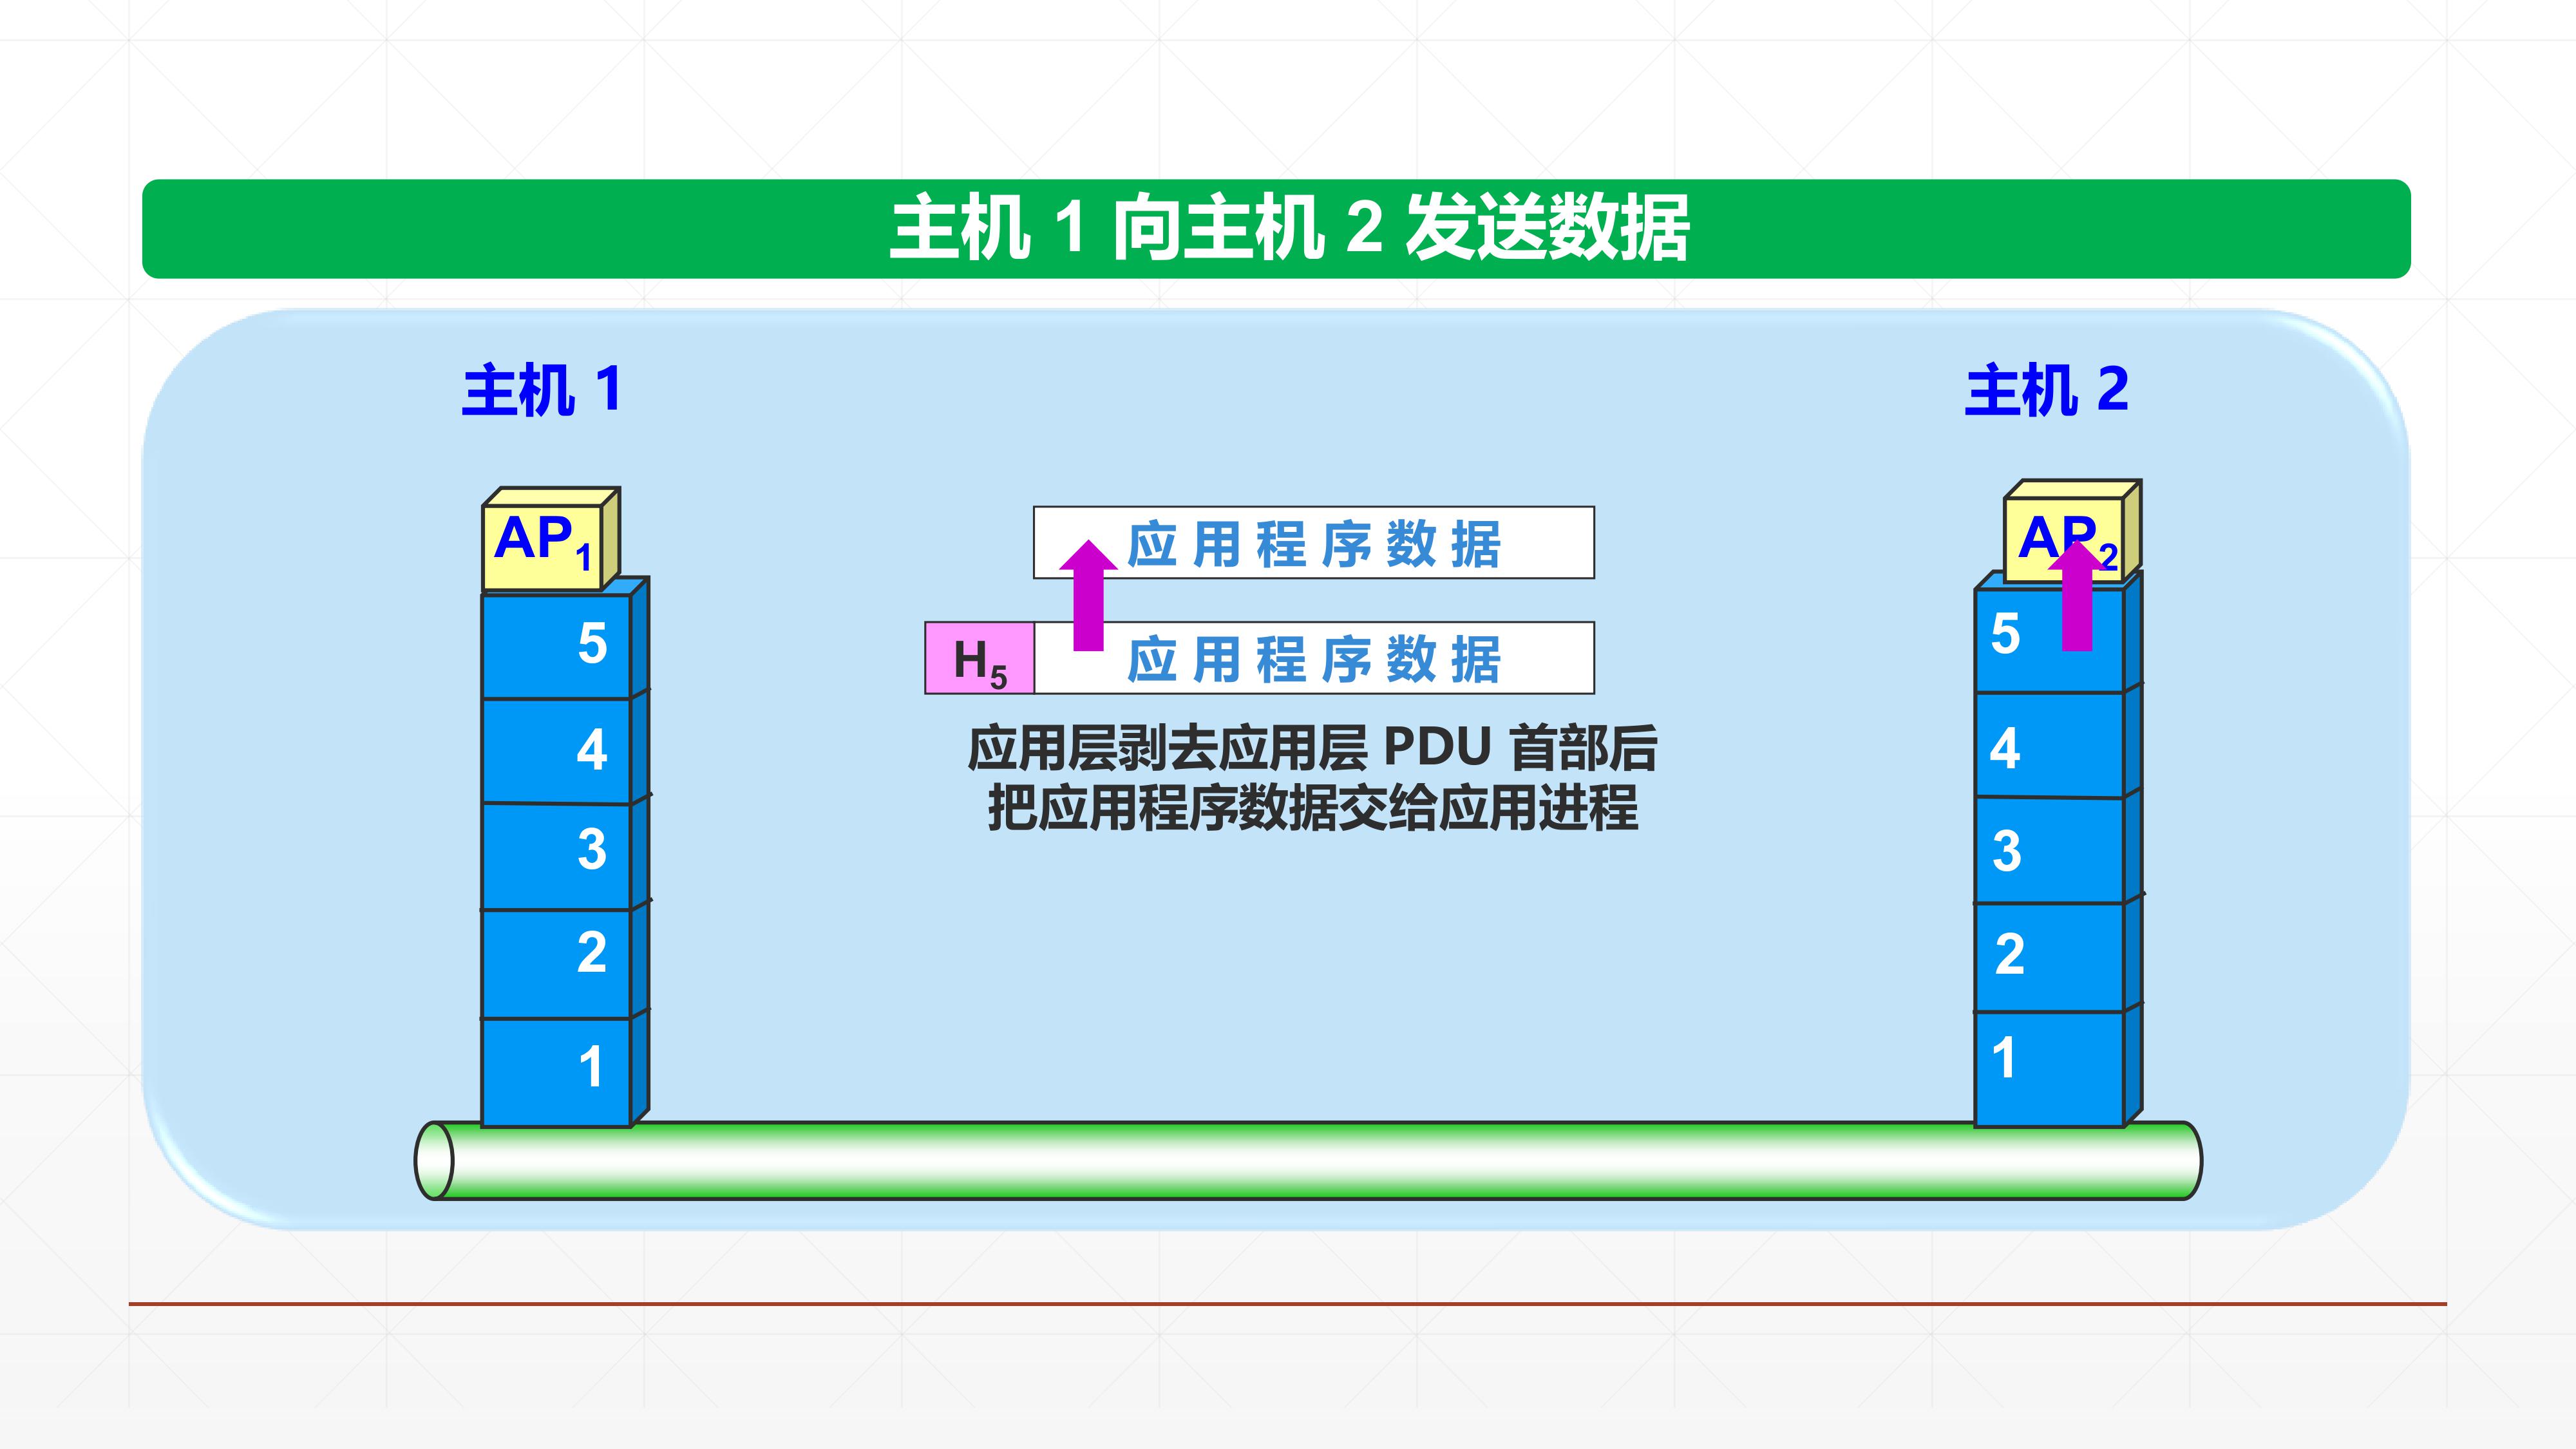 主机 1 向主机 2 发送数据
主机 1
主机 2
AP1
AP2
应 用 程 序 数 据
H5
应 用 程 序 数 据
应用层剥去应用层 PDU 首部后
把应用程序数据交给应用进程
5
4
3
2
1
5
4
3
2
1